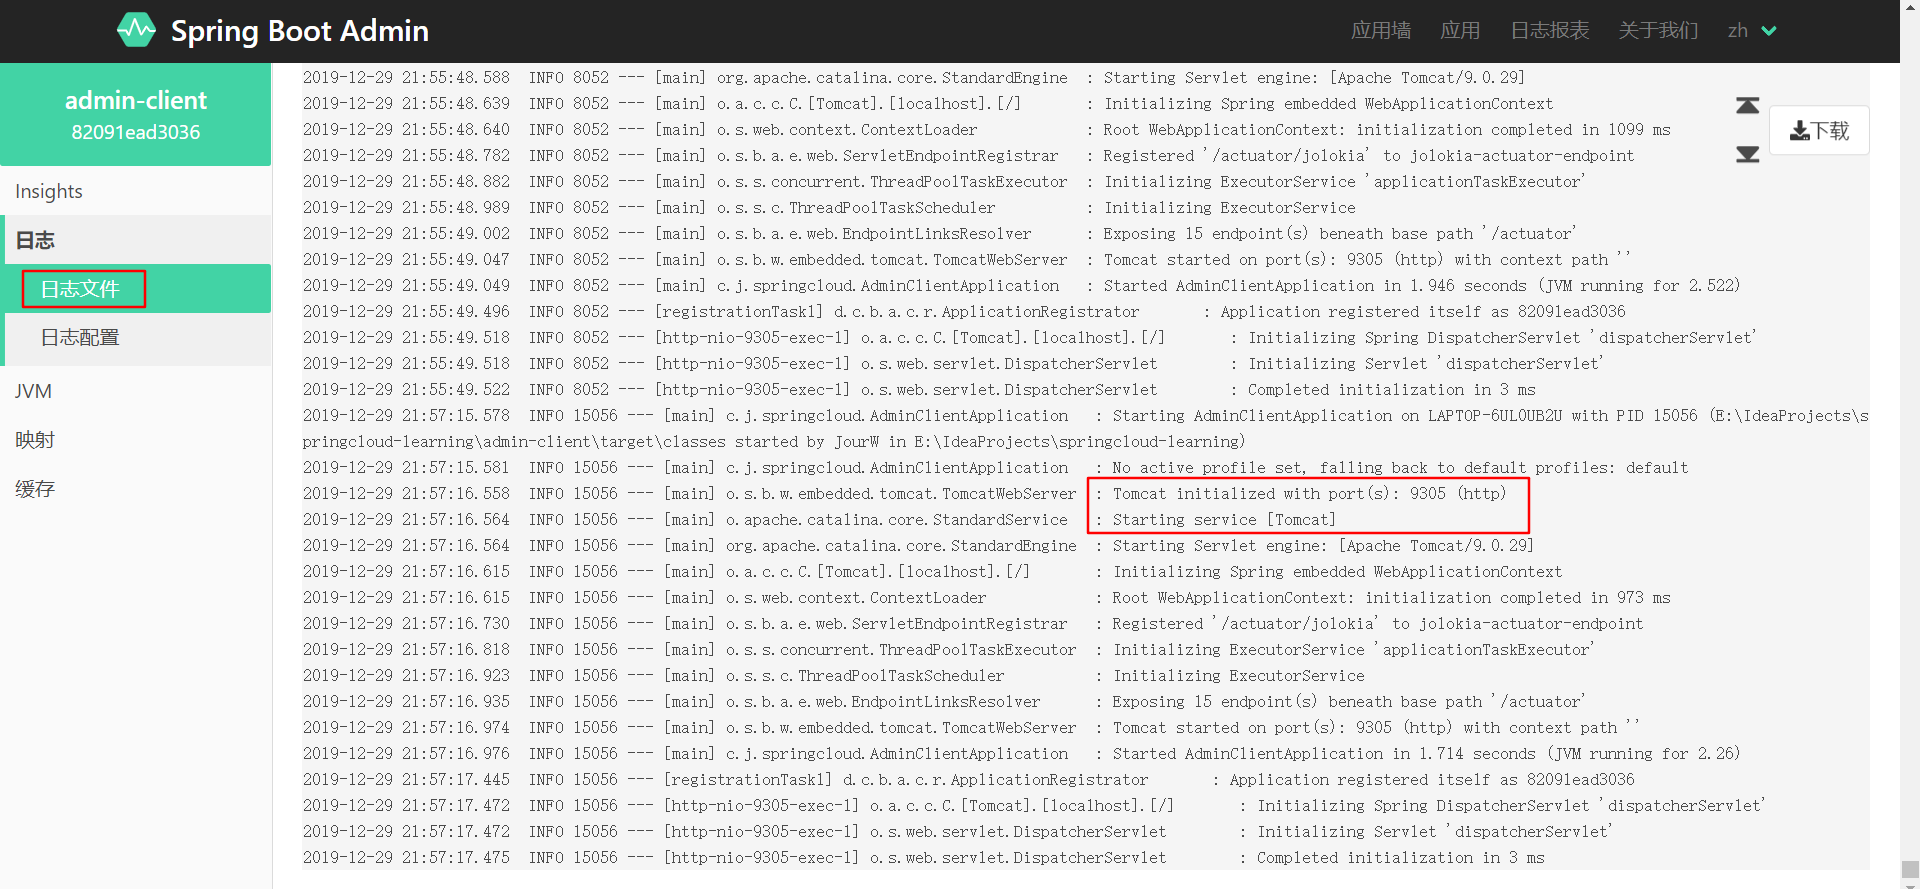 Spring Boot Admin
应用墙 应用 日志报表 关于我们 zh
admin-client
82091ead3036
Insights
日志
日志文件
日志配置
JVM
映射
缓存
下载
2019-12-29 21:55:48.588 INFO 8052 --- [main] org.apache.catalina.core.StandardEngine : Starting Servlet engine: [Apache Tomcat/9.0.29]
2019-12-29 21:55:48.639 INFO 8052 --- [main] o.a.c.c.C.[Tomcat].[localhost].[/] : Initializing Spring embedded WebApplicationContext
2019-12-29 21:55:48.640 INFO 8052 --- [main] o.s.web.context.ContextLoader : Root WebApplicationContext: initialization completed in 1099 ms
2019-12-29 21:55:48.782 INFO 8052 --- [main] o.s.b.a.e.web.ServletEndpointRegistrar : Registered '/actuator/jolokia' to jolokia-actuator-endpoint
2019-12-29 21:55:48.882 INFO 8052 --- [main] o.s.s.concurrent.ThreadPoolTaskExecutor : Initializing ExecutorService 'applicationTaskExecutor'
2019-12-29 21:55:48.989 INFO 8052 --- [main] o.s.s.c.ThreadPoolTaskScheduler : Initializing ExecutorService
2019-12-29 21:55:49.002 INFO 8052 --- [main] o.s.b.a.e.web.EndpointLinksResolver : Exposing 15 endpoint(s) beneath base path '/actuator'
2019-12-29 21:55:49.047 INFO 8052 --- [main] o.s.b.w.embedded.tomcat.TomcatWebServer : Tomcat started on port(s): 9305 (http) with context path ''
2019-12-29 21:55:49.049 INFO 8052 --- [main] c.j.springcloud.AdminClientApplication : Started AdminClientApplication in 1.946 seconds (JVM running for 2.522)
2019-12-29 21:55:49.496 INFO 8052 --- [registrationTask1] d.c.b.a.c.r.ApplicationRegistrator : Application registered itself as 82091ead3036
2019-12-29 21:55:49.518 INFO 8052 --- [http-nio-9305-exec-1] o.a.c.c.C.[Tomcat].[localhost].[/] : Initializing Spring DispatcherServlet 'dispatcherServlet'
2019-12-29 21:55:49.518 INFO 8052 --- [http-nio-9305-exec-1] o.s.web.servlet.DispatcherServlet : Initializing Servlet 'dispatcherServlet'
2019-12-29 21:55:49.522 INFO 8052 --- [http-nio-9305-exec-1] o.s.web.servlet.DispatcherServlet : Completed initialization in 3 ms
2019-12-29 21:57:15.578 INFO 15056 --- [main] c.j.springcloud.AdminClientApplication : Starting AdminClientApplication on LAPTOP-6UL0UB2U with PID 15056 (E:\IdeaProjects\s
pringcloud-learning\admin-client\target\classes started by JourW in E:\IdeaProjects\springcloud-learning)
2019-12-29 21:57:15.581 INFO 15056 --- [main] c.j.springcloud.AdminClientApplication : No active profile set, falling back to default profiles: default
2019-12-29 21:57:16.558 INFO 15056 --- [main] o.s.b.w.embedded.tomcat.TomcatWebServer : Tomcat initialized with port(s): 9305 (http)
2019-12-29 21:57:16.564 INFO 15056 --- [main] o.apache.catalina.core.StandardService : Starting service [Tomcat]
2019-12-29 21:57:16.564 INFO 15056 --- [main] org.apache.catalina.core.StandardEngine : Starting Servlet engine: [Apache Tomcat/9.0.29]
2019-12-29 21:57:16.615 INFO 15056 --- [main] o.a.c.c.C.[Tomcat].[localhost].[/] : Initializing Spring embedded WebApplicationContext
2019-12-29 21:57:16.615 INFO 15056 --- [main] o.s.web.context.ContextLoader : Root WebApplicationContext: initialization completed in 973 ms
2019-12-29 21:57:16.730 INFO 15056 --- [main] o.s.b.a.e.web.ServletEndpointRegistrar : Registered '/actuator/jolokia' to jolokia-actuator-endpoint
2019-12-29 21:57:16.818 INFO 15056 --- [main] o.s.s.concurrent.ThreadPoolTaskExecutor : Initializing ExecutorService 'applicationTaskExecutor'
2019-12-29 21:57:16.923 INFO 15056 --- [main] o.s.s.c.ThreadPoolTaskScheduler : Initializing ExecutorService
2019-12-29 21:57:16.935 INFO 15056 --- [main] o.s.b.a.e.web.EndpointLinksResolver : Exposing 15 endpoint(s) beneath base path '/actuator'
2019-12-29 21:57:16.974 INFO 15056 --- [main] o.s.b.w.embedded.tomcat.TomcatWebServer : Tomcat started on port(s): 9305 (http) with context path ''
2019-12-29 21:57:16.976 INFO 15056 --- [main] c.j.springcloud.AdminClientApplication : Started AdminClientApplication in 1.714 seconds (JVM running for 2.26)
2019-12-29 21:57:17.445 INFO 15056 --- [registrationTask1] d.c.b.a.c.r.ApplicationRegistrator : Application registered itself as 82091ead3036
2019-12-29 21:57:17.472 INFO 15056 --- [http-nio-9305-exec-1] o.a.c.c.C.[Tomcat].[localhost].[/] : Initializing Spring DispatcherServlet 'dispatcherServlet'
2019-12-29 21:57:17.472 INFO 15056 --- [http-nio-9305-exec-1] o.s.web.servlet.DispatcherServlet : Initializing Servlet 'dispatcherServlet'
2019-12-29 21:57:17.475 INFO 15056 --- [http-nio-9305-exec-1] o.s.web.servlet.DispatcherServlet : Completed initialization in 3 ms